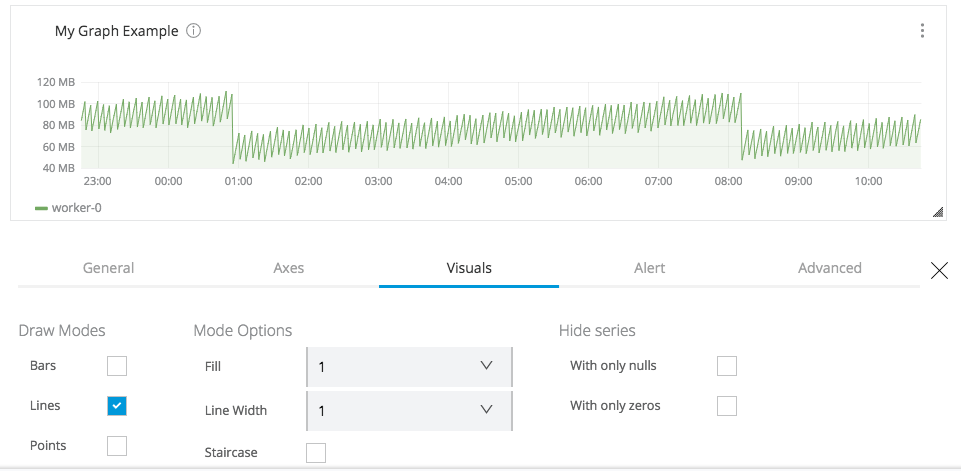 My Graph Example
120 MB
100 MB
80 MB
60 MB
40 MB
23:00 00:00 01:00 02:00 03:00 04:00 05:00 06:00 07:00 08:00 09:00 10:00
worker-0
General Axes Visuals Alert Advanced
Draw Modes Mode Options Hide series
Bars Fill 1 With only nulls
Lines Line Width 1 With only zeros
Points Staircase